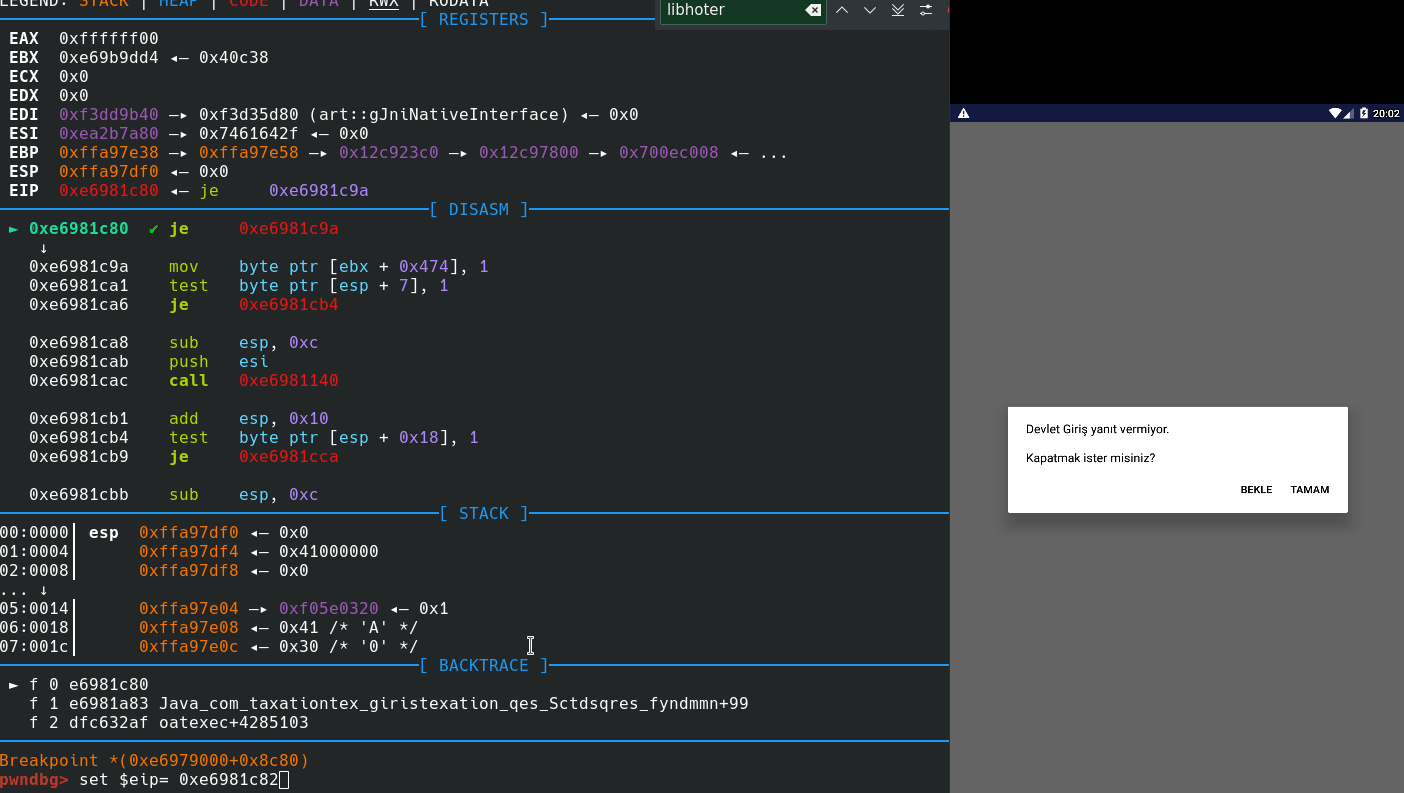 LEGEND: STACK | HEAP | CODE | DATA | RWX | RODATA
libhoter
[ REGISTERS ]
EAX  0xffffff00
EBX  0xe69b9dd4 ◂— 0x40c38
ECX  0x0
EDX  0x0
EDI  0xf3dd9b40 —▸ 0xf3d35d80 (art::gJniNativeInterface) ◂— 0x0
ESI  0xea2b7a80 —▸ 0x7461642f ◂— 0x0
EBP  0xffa97e38 —▸ 0xffa97e58 —▸ 0x12c923c0 —▸ 0x12c97800 —▸ 0x700ec008 ◂— ...
ESP  0xffa97df0 ◂— 0x0
EIP  0xe6981c80 ◂— je     0xe6981c9a
[ DISASM ]
► 0xe6981c80  ✔ je     0xe6981c9a
↓
0xe6981c9a    mov    byte ptr [ebx + 0x474], 1
0xe6981ca1    test   byte ptr [esp + 7], 1
0xe6981ca6    je     0xe6981cb4
0xe6981ca8    sub    esp, 0xc
0xe6981cab    push   esi
0xe6981cac    call   0xe6981140
0xe6981cb1    add    esp, 0x10
0xe6981cb4    test   byte ptr [esp + 0x18], 1
0xe6981cb9    je     0xe6981cca
0xe6981cbb    sub    esp, 0xc
[ STACK ]
00:0000│ esp  0xffa97df0 ◂— 0x0
01:0004│      0xffa97df4 ◂— 0x41000000
02:0008│      0xffa97df8 ◂— 0x0
... ↓
05:0014│      0xffa97e04 —▸ 0xf05e0320 ◂— 0x1
06:0018│      0xffa97e08 ◂— 0x41 /* 'A' */
07:001c│      0xffa97e0c ◂— 0x30 /* '0' */
[ BACKTRACE ]
► f 0 e6981c80
f 1 e6981a83 Java_com_taxationtex_giristexation_qes_Sctdsqres_fyndmmn+99
f 2 dfc632af oatexec+4285103
Breakpoint *(0xe6979000+0x8c80)
pwndbg> set $eip= 0xe6981c82
20:02
Devlet Giriş yanıt vermiyor.
Kapatmak ister misiniz?
BEKLE TAMAM